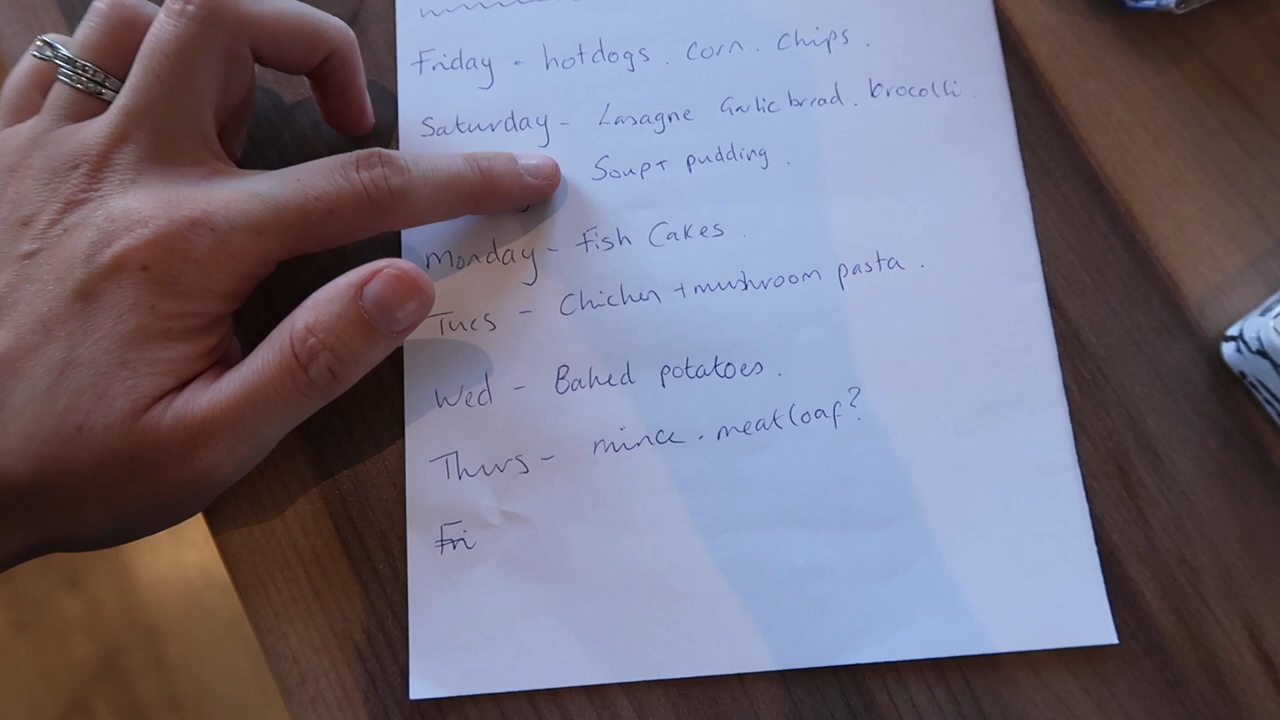 Friday - hotdogs. corn. chips.
Saturday - Lasagne Garlic bread. brocolli.
Soup + pudding.
Monday - fish Cakes
Tues - Chicken + mushroom pasta.
Wed - Baked potatoes.
Thurs - mince. meatloaf?
Fri